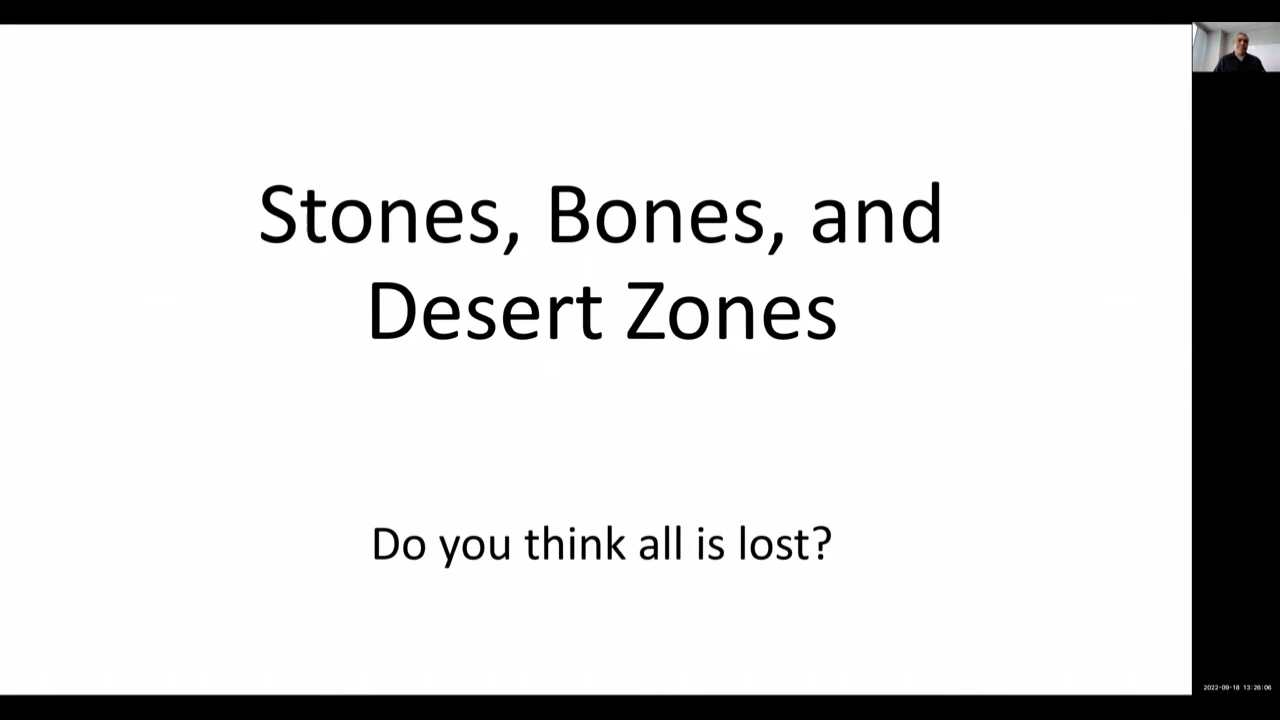 Stones, Bones, and
Desert Zones
Do you think all is lost?
2022-09-18 13:26:06